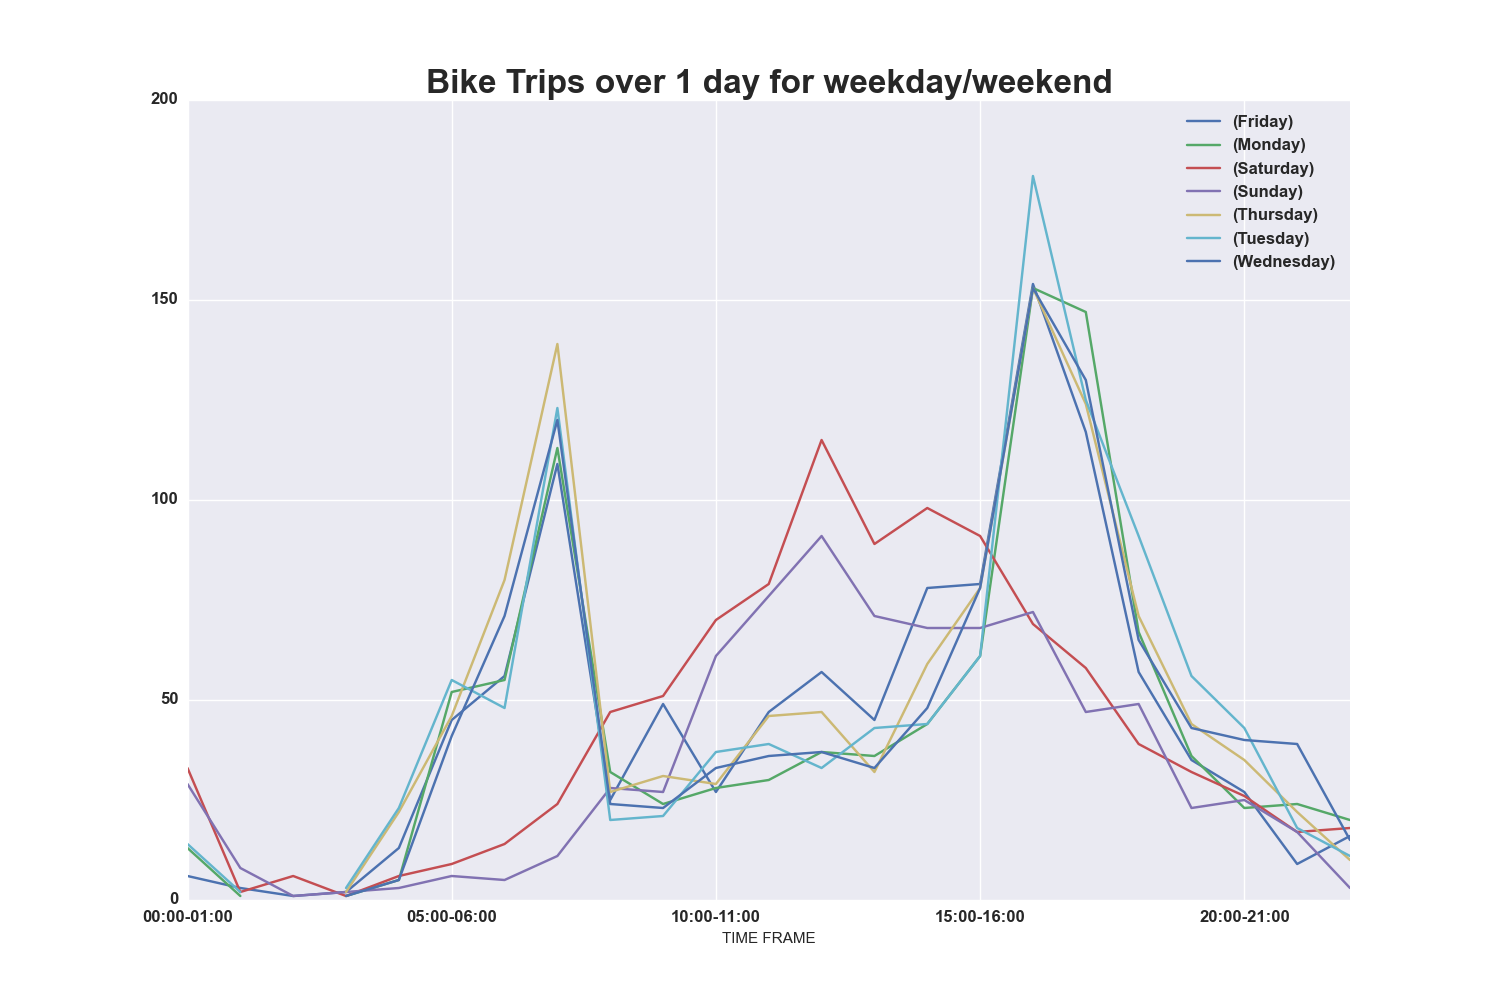 Bike Trips over 1 day for weekday/weekend
200
150
100
50
0
(Friday)
(Monday)
(Saturday)
(Sunday)
(Thursday)
(Tuesday)
(Wednesday)
00:00-01:00 05:00-06:00 10:00-11:00 15:00-16:00 20:00-21:00
TIME FRAME